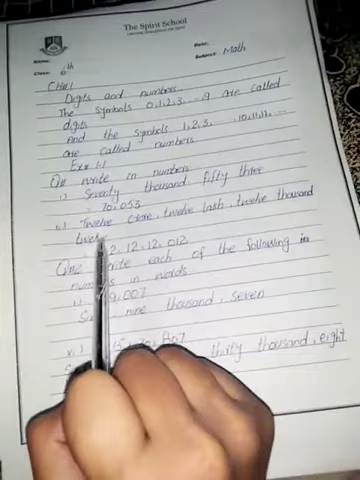 The Spirit School
Name:
Date:
Class: 6th
Subject: Math
CH#1
Digits and numbers
The symbols 0,1,2,3,...9 are called
digits
And the symbols 1,2,3, ...10,11,12,...
are called numbers
Ex# 1.1
write in numbers
i) Seventy thousand fifty three
70,053
ii) Twelve crore, twelve lakh, twelve thousand
twelve
2, 12, 12, 012
write each of the following in
numbers in words
9,007
nine thousand, seven
v)
thirty thousand, eight